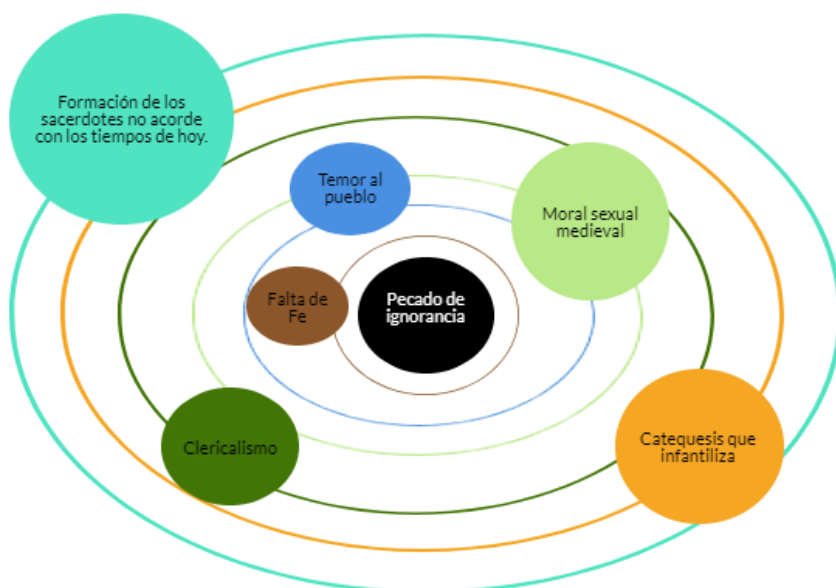 Formación de los
sacerdotes no acorde
con los tiempos de hoy.
Temor al
pueblo
Moral sexual
medieval
Falta de
Fe
Pecado de
ignorancia
Clericalismo
Catequesis que
infantiliza